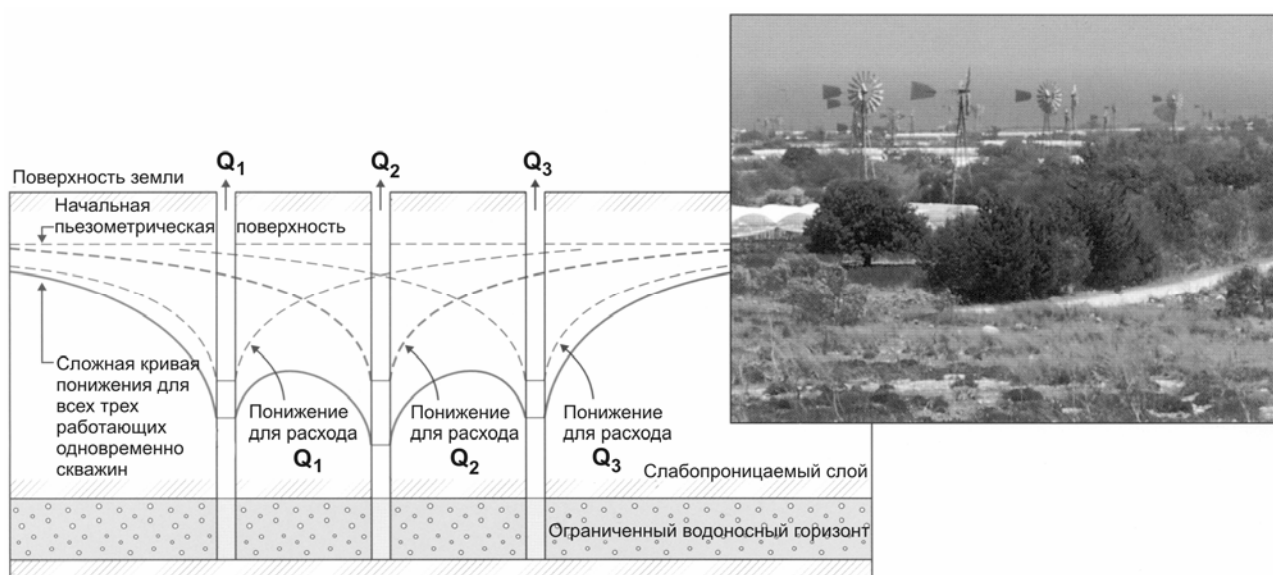 Q1
Q2
Q3
Поверхность земли
Начальная
пьезометрическая поверхность
Сложная кривая
понижения для
всех трех
работающих
одновременно
скважин
Понижение
для расхода
Q1
Понижение
для расхода
Q2
Понижение
для расхода
Q3
Слабопроницаемый слой
Ограниченный водоносный горизонт